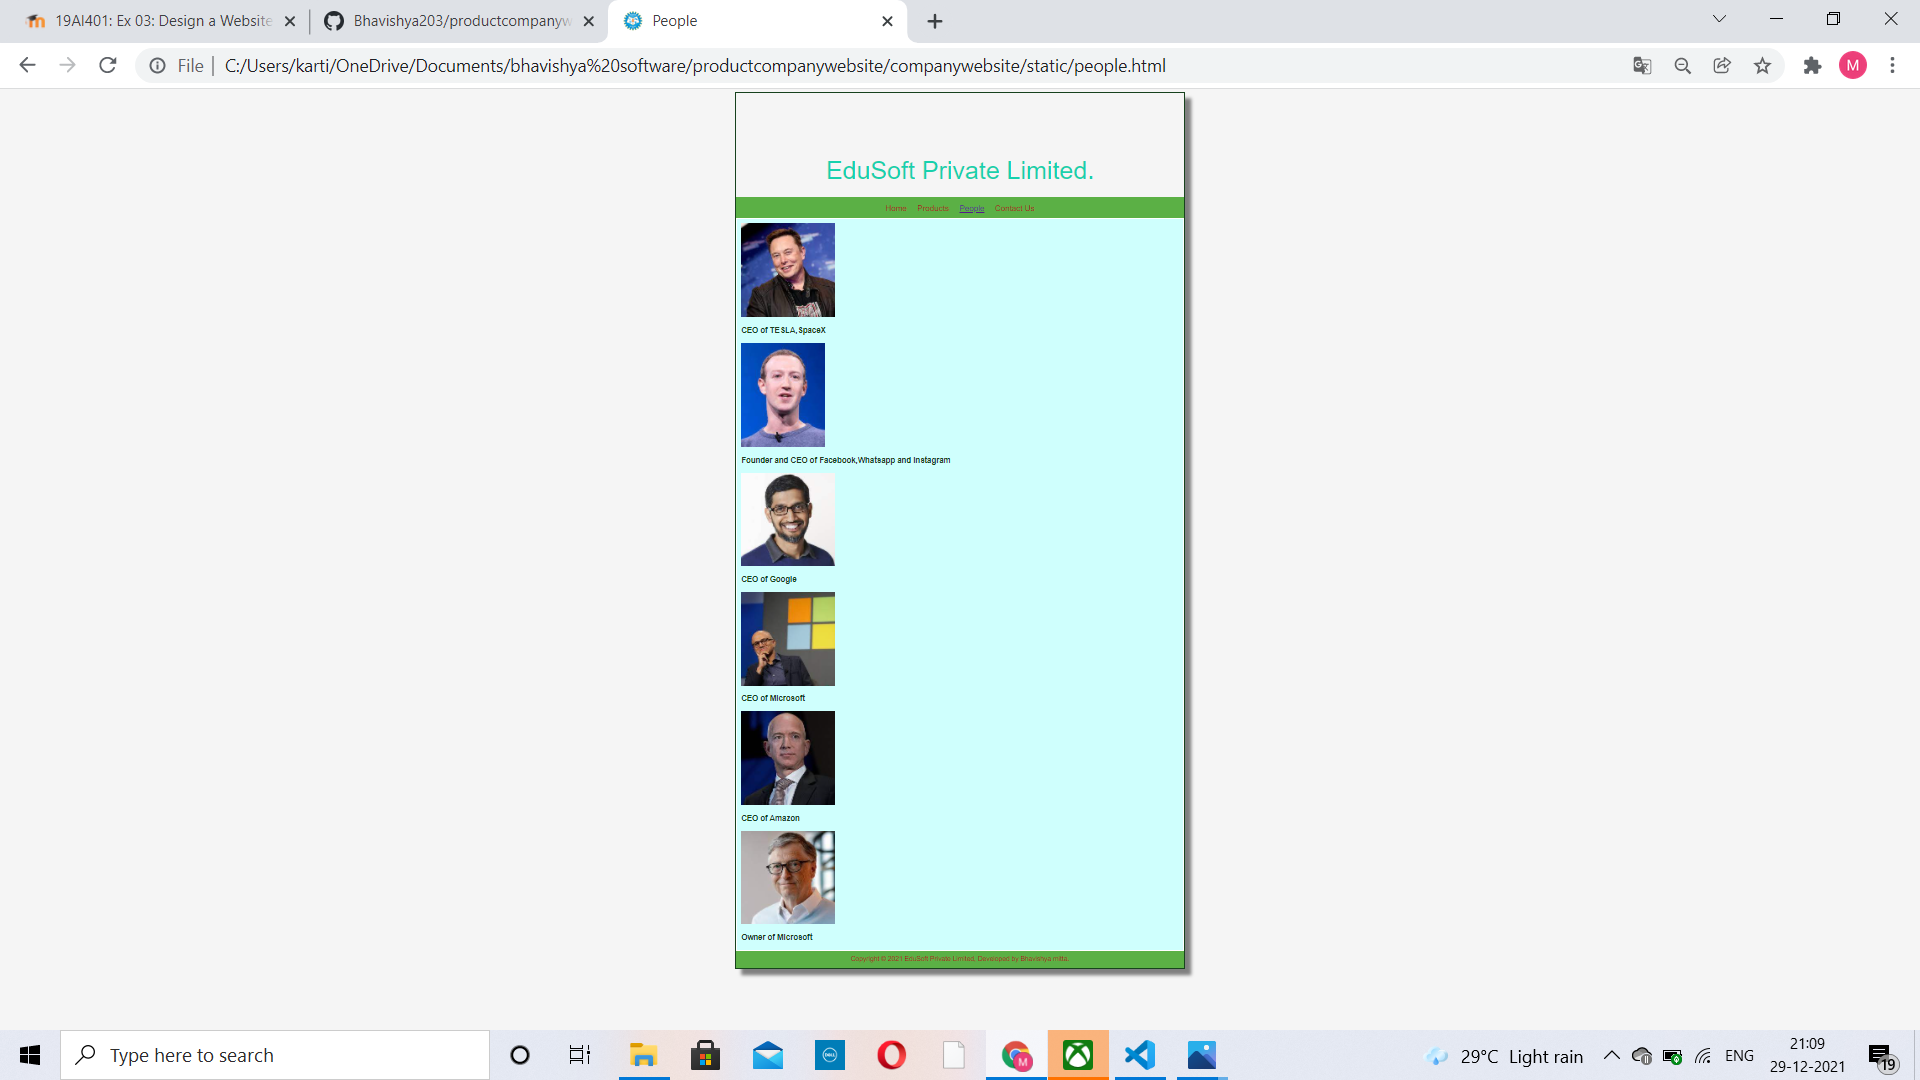 19AI401: Ex 03: Design a Website
Bhavishya203/productcompanyw
People
File
C:/Users/karti/OneDrive/Documents/bhavishya%20software/productcompanywebsite/companywebsite/static/people.html
M
EduSoft Private Limited.
Home Products People Contact Us
CEO of TESLA,SpaceX
Founder and CEO of Facebook,Whatsapp and Instagram
CEO of Google
CEO of Microsoft
CEO of Amazon
Owner of Microsoft
Copyright © 2021 EduSoft Private Limited. Developed by Bhavishya mitta.
Type here to search
DELL
M
29°C Light rain
ENG
21:09
29-12-2021
19